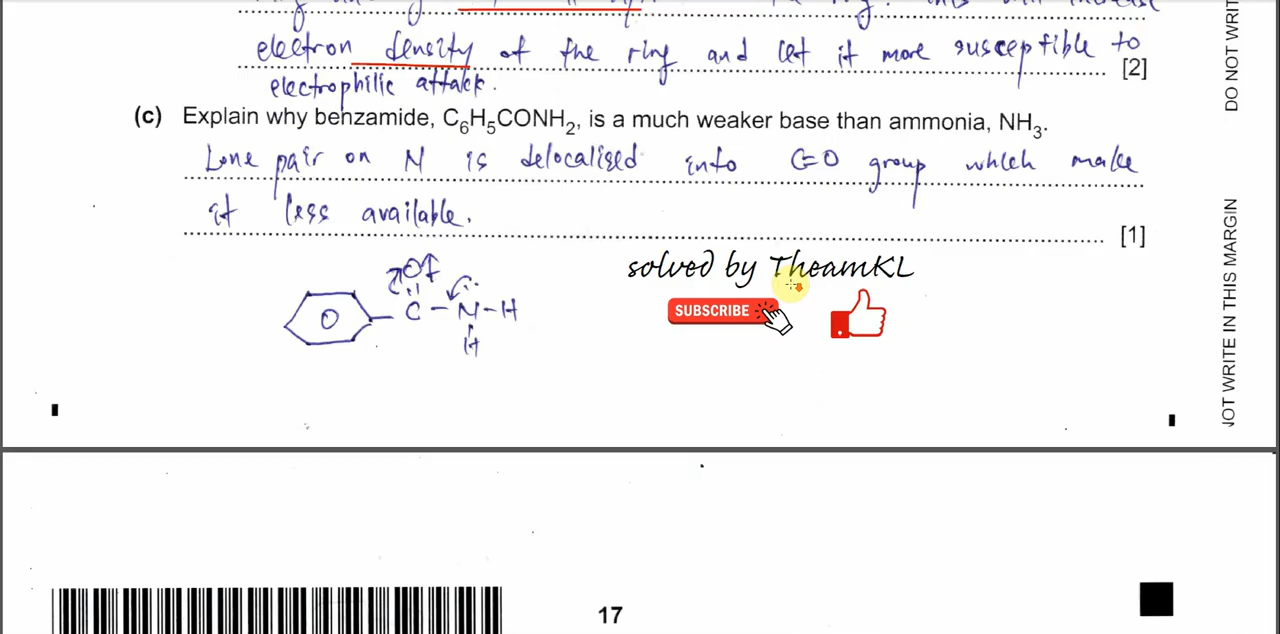 electron density of the ring and let it more susceptible to
electrophilic attack.
[2]
(c) Explain why benzamide, C₆H₅CONH₂, is a much weaker base than ammonia, NH₃.
Lone pair on N is delocalised into C=O group which make
it less available.
[1]
solved by TheamKL
SUBSCRIBE
O
C – N – H
H
17
DO NOT WRIT
NOT WRITE IN THIS MARGIN